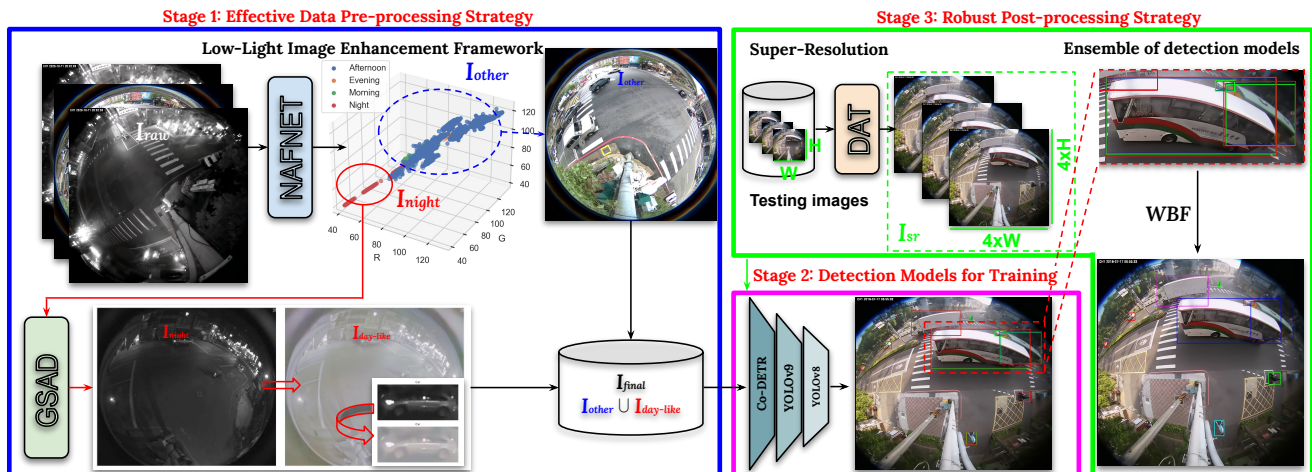 Stage 1: Effective Data Pre-processing Strategy
Low-Light Image Enhancement Framework
I_raw
NAFNET
Afternoon
Evening
Morning
Night
I_other
I_night
120
100
80
60
40
40
60
80
100
120
R
40
60
80
100
120
G
I_other
GSAD
I_night
I_day-like
Car
Car
I_final
I_other ∪ I_day-like
Stage 3: Robust Post-processing Strategy
Super-Resolution
H
W
Testing images
DAT
4xH
4xW
I_sr
Ensemble of detection models
WBF
Stage 2: Detection Models for Training
Co-DETR
YOLOv9
YOLOv8